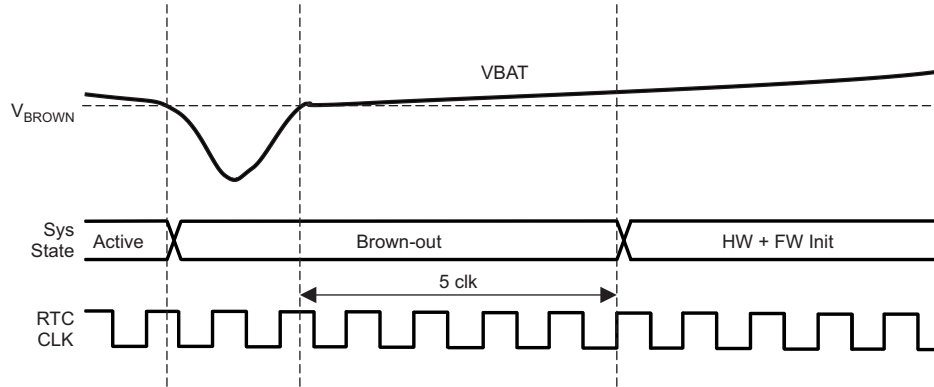 VBAT
VBROWN
Sys
State
Active
Brown-out
HW + FW Init
5 clk
RTC
CLK